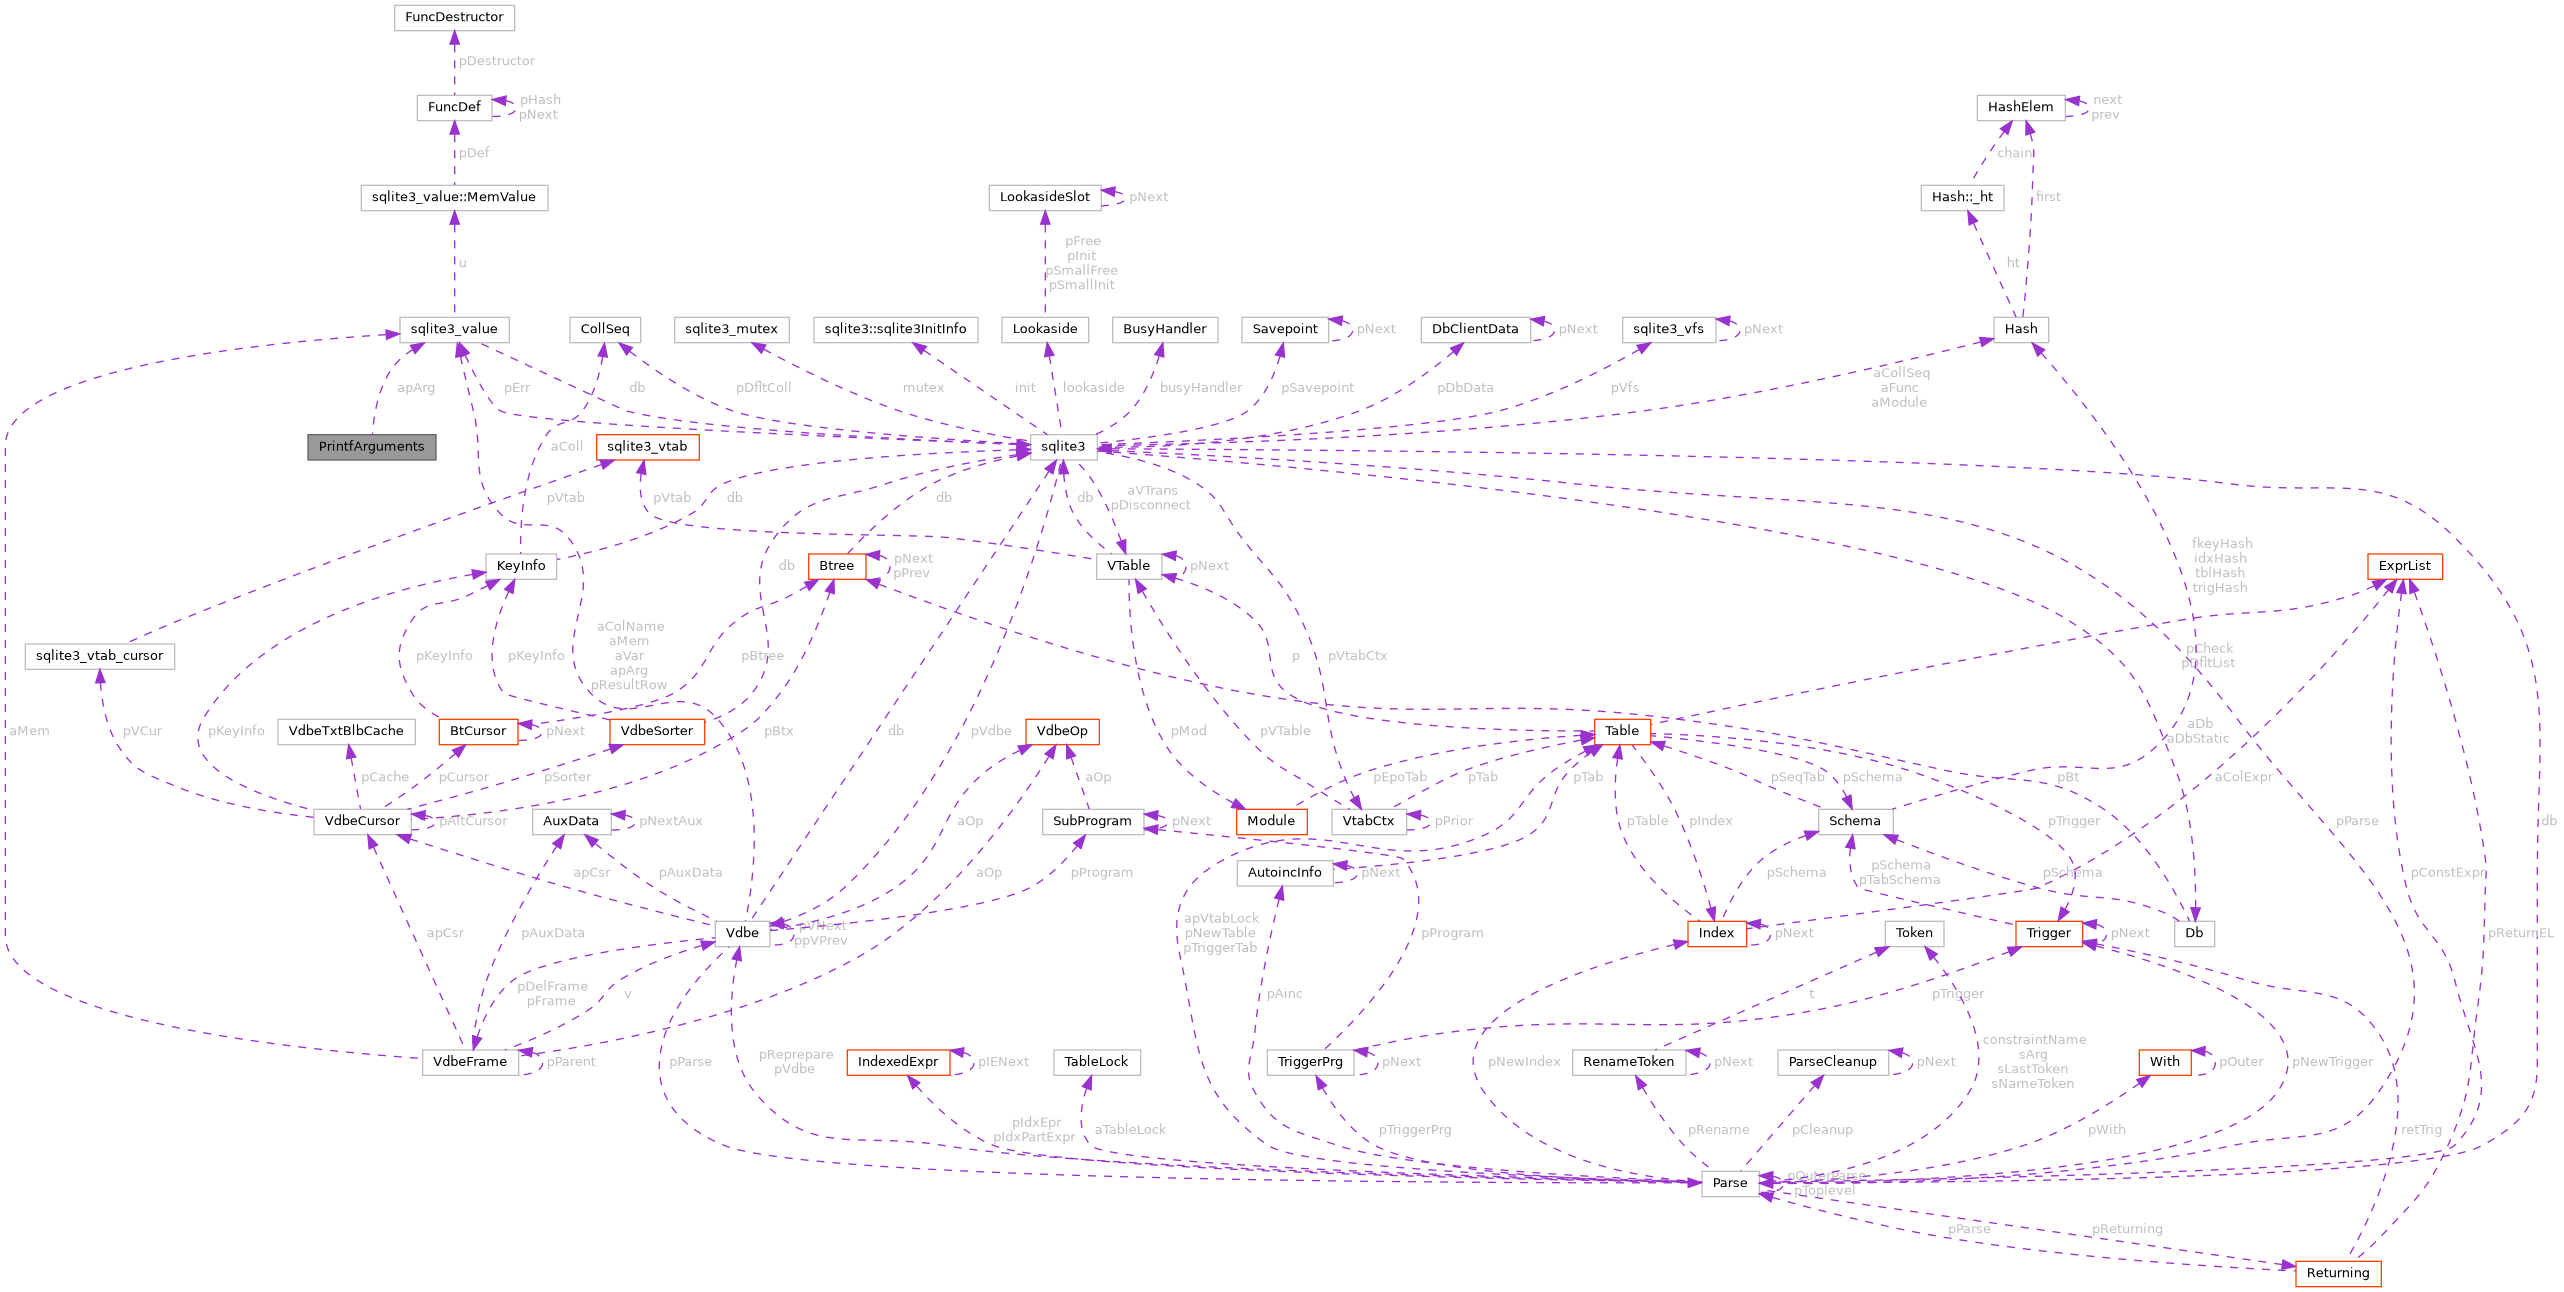 FuncDestructor
pDestructor
FuncDef
pHash
pNext
HashElem
next
prev
pDef
chain
sqlite3_value::MemValue
LookasideSlot
pNext
Hash::_ht
first
u
pFree
pInit
pSmallFree
pSmallInit
ht
sqlite3_value
CollSeq
sqlite3_mutex
sqlite3::sqlite3InitInfo
Lookaside
BusyHandler
Savepoint
pNext
DbClientData
pNext
sqlite3_vfs
pNext
Hash
apArg
pErr
db
pDfltColl
mutex
init
lookaside
busyHandler
pSavepoint
pDbData
pVfs
aCollSeq
aFunc
aModule
PrintfArguments
aColl
sqlite3_vtab
sqlite3
pVtab
pVtab
db
db
db
aVTrans
pDisconnect
fkeyHash
idxHash
tblHash
trigHash
KeyInfo
db
Btree
pNext
pPrev
VTable
pNext
ExprList
sqlite3_vtab_cursor
pKeyInfo
pKeyInfo
aColName
aMem
aVar
apArg
pResultRow
pBtree
p
pVtabCtx
pCheck
pDfltList
aMem
pVCur
pKeyInfo
VdbeTxtBlbCache
BtCursor
pNext
VdbeSorter
pBtx
db
pVdbe
VdbeOp
pMod
pVTable
Table
aDb
aDbStatic
pCache
pCursor
pSorter
aOp
pEpoTab
pTab
pTab
pSeqTab
pSchema
pBt
aColExpr
VdbeCursor
pAltCursor
AuxData
pNextAux
aOp
SubProgram
pNext
Module
VtabCtx
pPrior
pTable
pIndex
Schema
pTrigger
pParse
db
apCsr
pAuxData
aOp
pProgram
AutoincInfo
pNext
pSchema
pSchema
pTabSchema
pSchema
pConstExpr
apCsr
pAuxData
Vdbe
pVNext
ppVPrev
apVtabLock
pNewTable
pTriggerTab
pProgram
Index
pNext
Token
Trigger
pNext
Db
pReturnEL
pDelFrame
pFrame
v
pAinc
t
pTrigger
VdbeFrame
pParent
pParse
pReprepare
pVdbe
IndexedExpr
pIENext
TableLock
TriggerPrg
pNext
pNewIndex
RenameToken
pNext
ParseCleanup
pNext
constraintName
sArg
sLastToken
sNameToken
With
pOuter
pNewTrigger
pIdxEpr
pIdxPartExpr
aTableLock
pTriggerPrg
pRename
pCleanup
pWith
retTrig
Parse
pOuterParse
pToplevel
pParse
pReturning
Returning